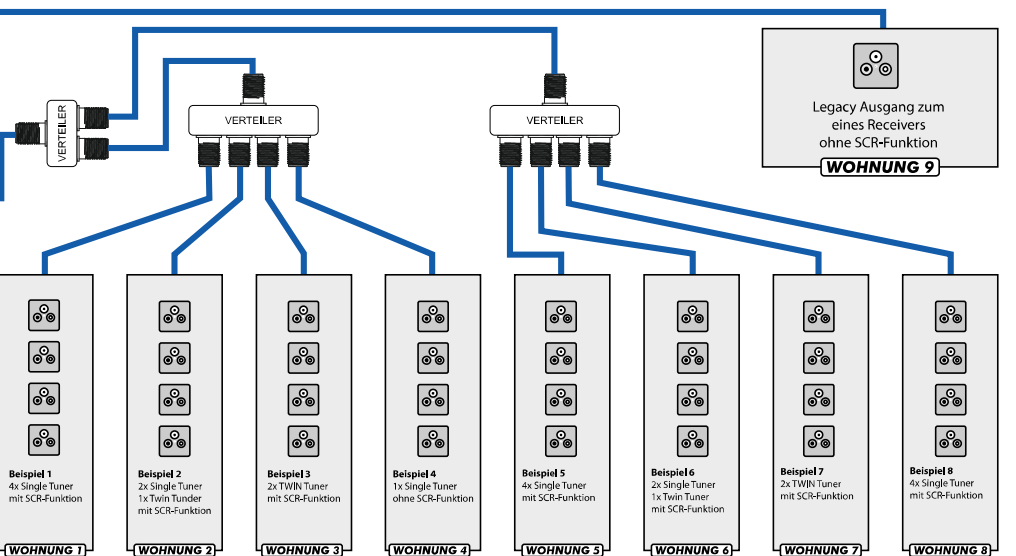 VERTEILER
VERTEILER
VERTEILER
Legacy Ausgang zum
eines Receivers
ohne SCR-Funktion
WOHNUNG 9
Beispiel 1
4x Single Tuner
mit SCR-Funktion
WOHNUNG 1
Beispiel 2
2x Single Tuner
1x Twin Tunder
mit SCR-Funktion
WOHNUNG 2
Beispiel 3
2x TWIN Tuner
mit SCR-Funktion
WOHNUNG 3
Beispiel 4
1x Single Tuner
ohne SCR-Funktion
WOHNUNG 4
Beispiel 5
4x Single Tuner
mit SCR-Funktion
WOHNUNG 5
Beispiel 6
2x Single Tuner
1x Twin Tuner
mit SCR-Funktion
WOHNUNG 6
Beispiel 7
2x TWIN Tuner
mit SCR-Funktion
WOHNUNG 7
Beispiel 8
4x Single Tuner
mit SCR-Funktion
WOHNUNG 8